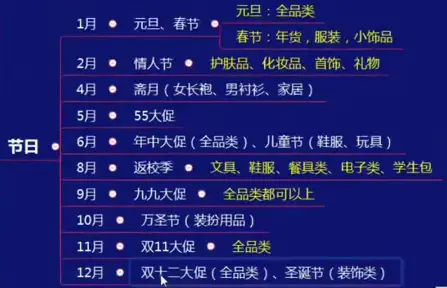 节日
1月 元旦、春节
元旦：全品类
春节：年货，服装，小饰品
2月 情人节 护肤品、化妆品、首饰、礼物
4月 斋月（女长袍、男衬衫、家居）
5月 55大促
6月 年中大促（全品类）、儿童节（鞋服、玩具）
8月 返校季 文具、鞋服、餐具类、电子类、学生包
9月 九九大促 全品类都可以上
10月 万圣节（装扮用品）
11月 双11大促 全品类
12月 双十二大促（全品类）、圣诞节（装饰类）